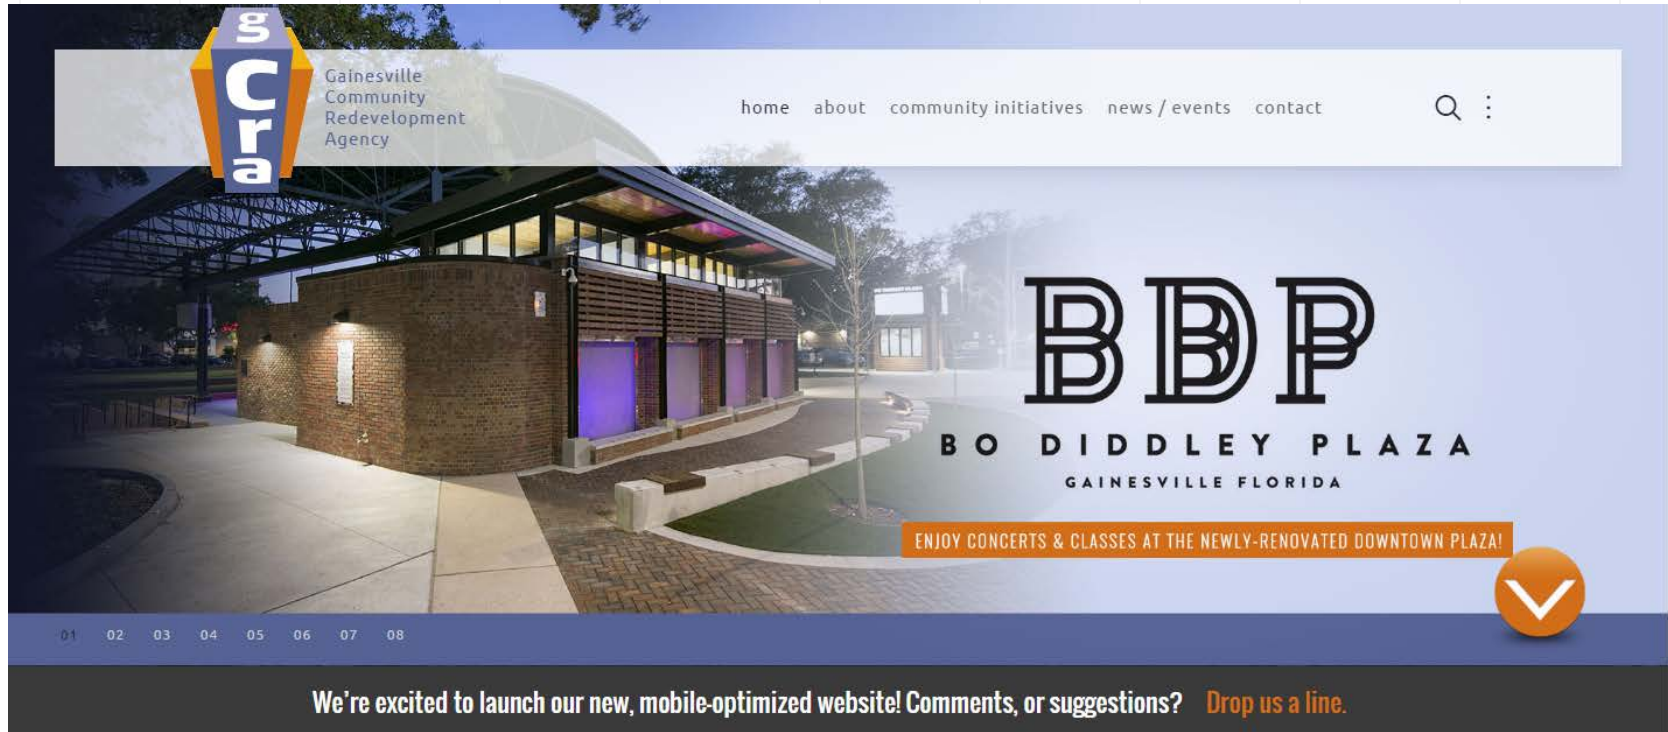 g
C
r
a
Gainesville
Community
Redevelopment
Agency
home about community initiatives news / events contact
BDP
BO DIDDLEY PLAZA
GAINESVILLE FLORIDA
ENJOY CONCERTS & CLASSES AT THE NEWLY-RENOVATED DOWNTOWN PLAZA!
01 02 03 04 05 06 07 08
We're excited to launch our new, mobile-optimized website! Comments, or suggestions? Drop us a line.